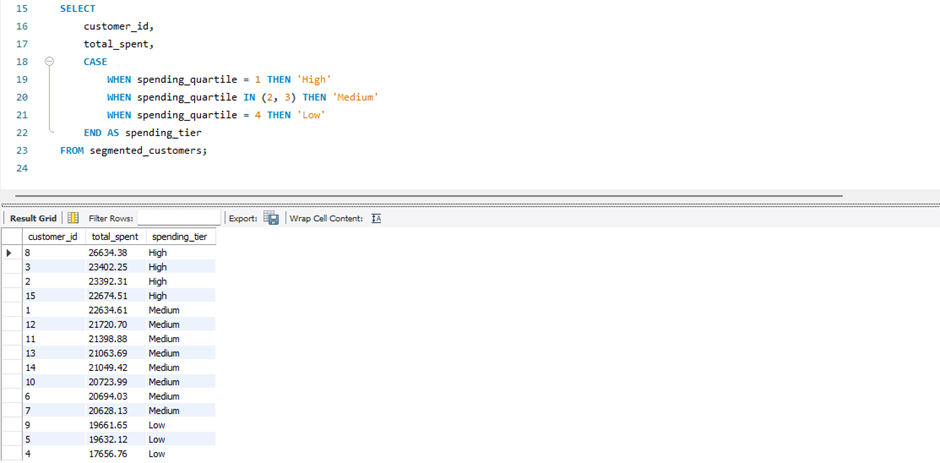 15 SELECT
16 customer_id,
17 total_spent,
18 CASE
19 WHEN spending_quartile = 1 THEN 'High'
20 WHEN spending_quartile IN (2, 3) THEN 'Medium'
21 WHEN spending_quartile = 4 THEN 'Low'
22 END AS spending_tier
23 FROM segmented_customers;
24
Result Grid Filter Rows: Export: Wrap Cell Content:
customer_id total_spent spending_tier
8 26634.38 High
3 23402.25 High
2 23392.31 High
15 22674.51 High
1 22634.61 Medium
12 21720.70 Medium
11 21398.88 Medium
13 21063.69 Medium
14 21049.42 Medium
10 20723.99 Medium
6 20694.03 Medium
7 20628.13 Medium
9 19661.65 Low
5 19632.12 Low
4 17656.76 Low